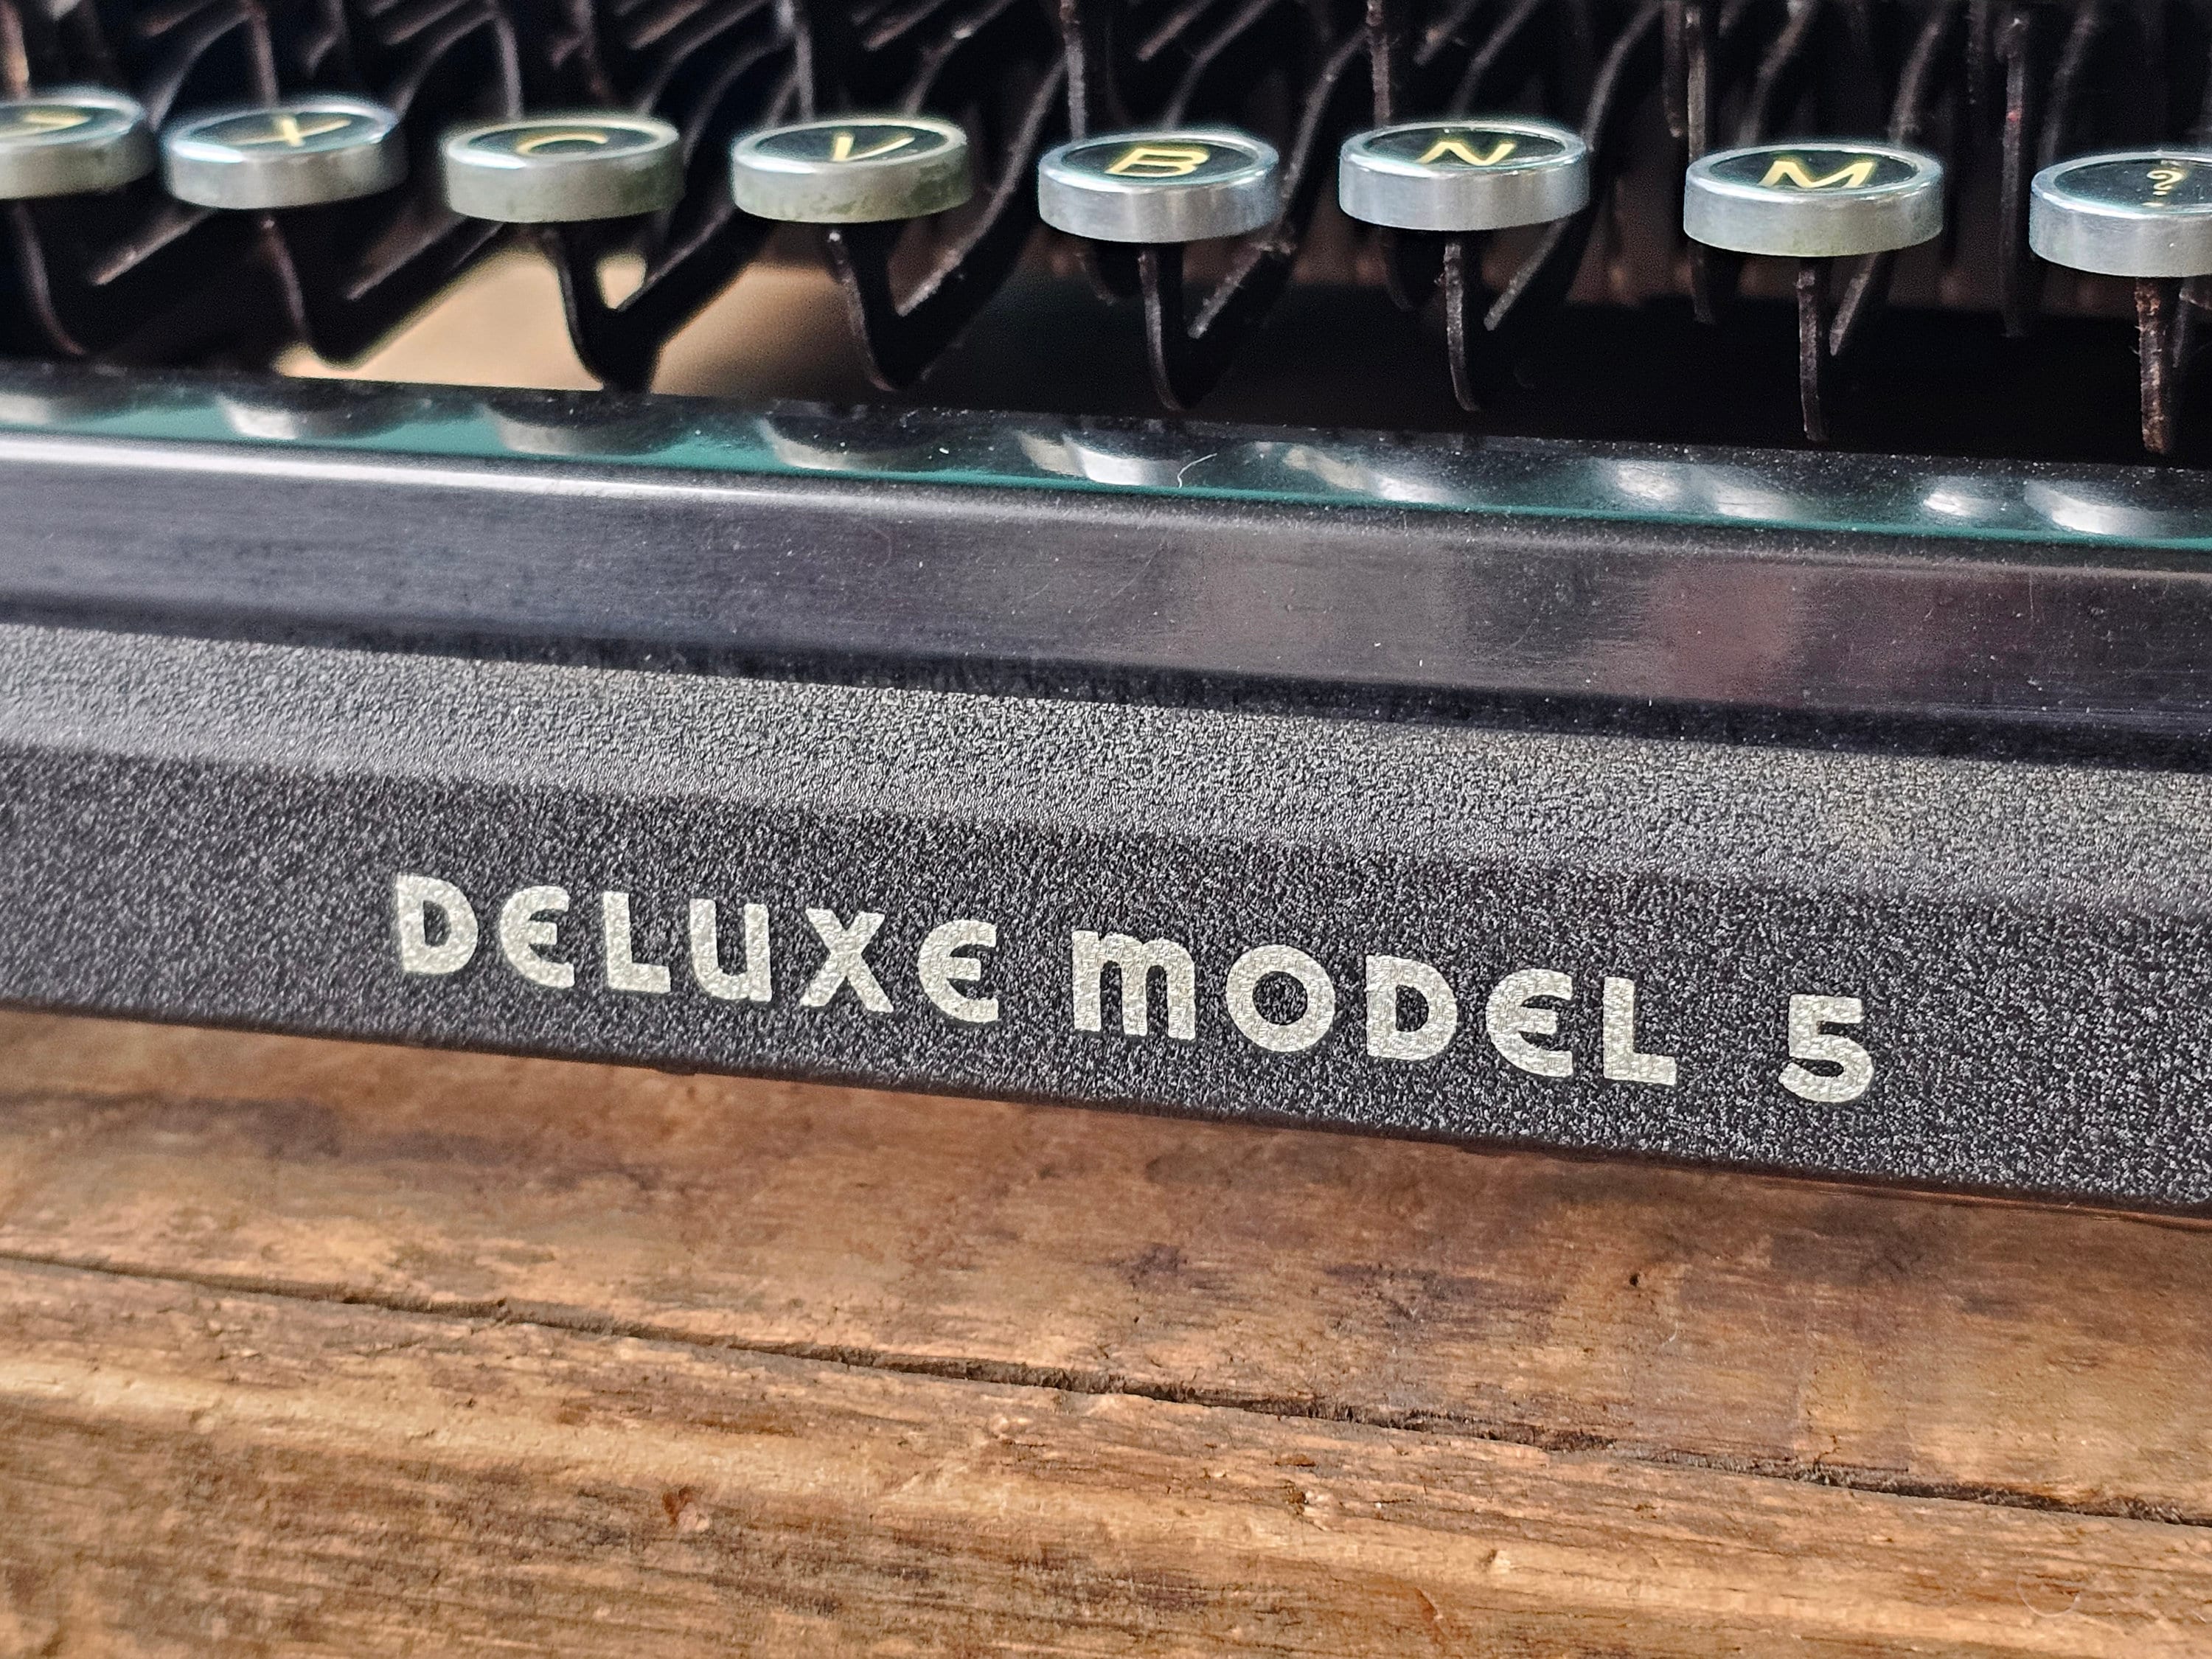 Z X C V B N M ?
DELUXE MODEL 5